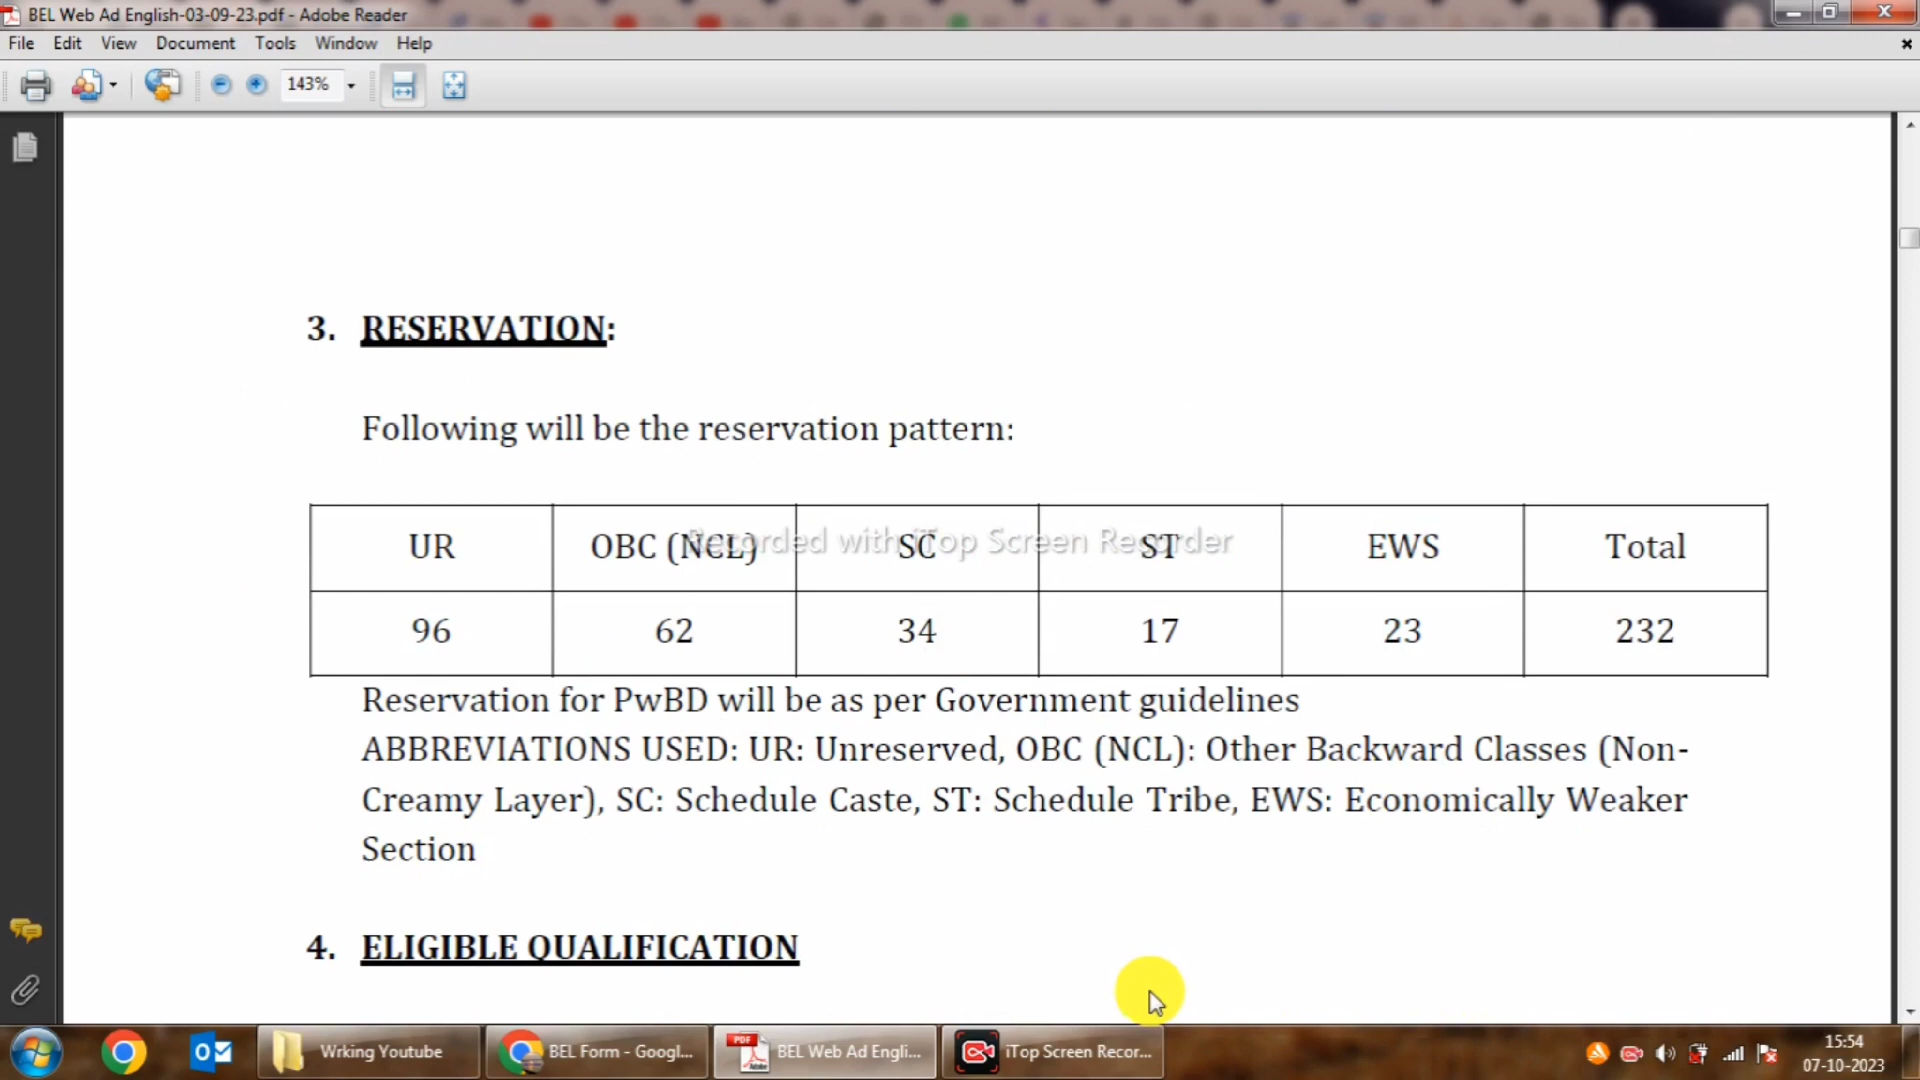 BEL Web Ad English-03-09-23.pdf - Adobe Reader
File Edit View Document Tools Window Help
143%
3. RESERVATION:
Following will be the reservation pattern:
Recorded with iTop Screen Recorder
UR OBC (NCL) SC ST EWS Total
96 62 34 17 23 232
Reservation for PwBD will be as per Government guidelines
ABBREVIATIONS USED: UR: Unreserved, OBC (NCL): Other Backward Classes (Non-
Creamy Layer), SC: Schedule Caste, ST: Schedule Tribe, EWS: Economically Weaker
Section
4. ELIGIBLE QUALIFICATION
Wrking Youtube BEL Form - Googl... PDF Adobe BEL Web Ad Engli... iTop Screen Recor...
15:54
07-10-2023